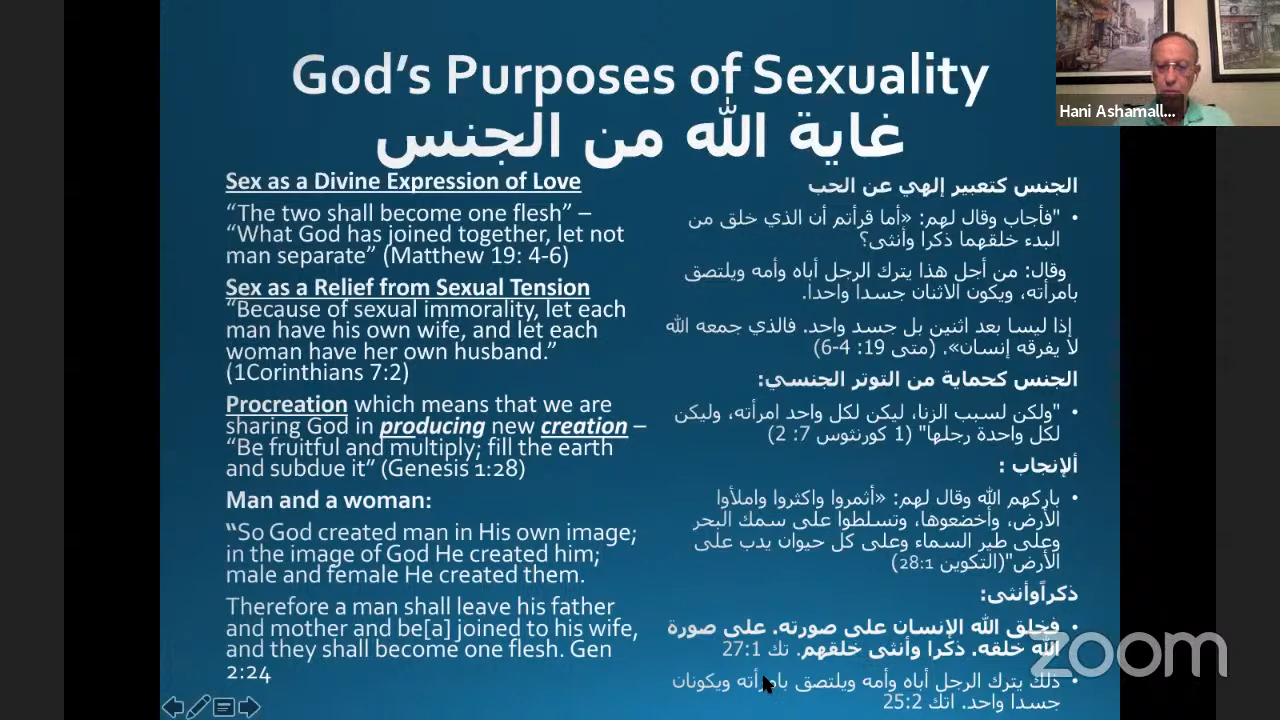 God's Purposes of Sexuality
غاية الله من الجنس
Sex as a Divine Expression of Love
“The two shall become one flesh” –
“What God has joined together, let not
man separate” (Matthew 19: 4-6)
Sex as a Relief from Sexual Tension
“Because of sexual immorality, let each
man have his own wife, and let each
woman have her own husband.”
(1Corinthians 7:2)
Procreation which means that we are
sharing God in producing new creation –
“Be fruitful and multiply; fill the earth
and subdue it” (Genesis 1:28)
Man and a woman:
“So God created man in His own image;
in the image of God He created him;
male and female He created them.
Therefore a man shall leave his father
and mother and be[a] joined to his wife,
and they shall become one flesh. Gen
2:24
الجنس كتعبير إلهي عن الحب
• "فأجاب وقال لهم: «أما قرأتم أن الذي خلق من
البدء خلقهما ذكرا وأنثى؟
وقال: من أجل هذا يترك الرجل أباه وأمه ويلتصق
بامرأته، ويكون الاثنان جسدا واحدا.
إذا ليسا بعد اثنين بل جسد واحد. فالذي جمعه الله
لا يفرقه إنسان». (متى 19: 4-6)
الجنس كحماية من التوتر الجنسي:
• "ولكن لسبب الزنا، ليكن لكل واحد امرأته، وليكن
لكل واحدة رجلها" (1 كورنثوس 7: 2)
ألإنجاب :
• باركهم الله وقال لهم: «أثمروا واكثروا واملأوا
الأرض، وأخضعوها، وتسلطوا على سمك البحر
وعلى طير السماء وعلى كل حيوان يدب على
الأرض"(التكوين 28:1)
ذكراًوأنثى:
• فخلق الله الإنسان على صورته. على صورة
الله خلقه. ذكرا وأنثى خلقهم. تك 27:1
• ذلك يترك الرجل أباه وأمه ويلتصق بامرأته ويكونان
جسدا واحد. اتك 25:2
Hani Ashamall...
zoom